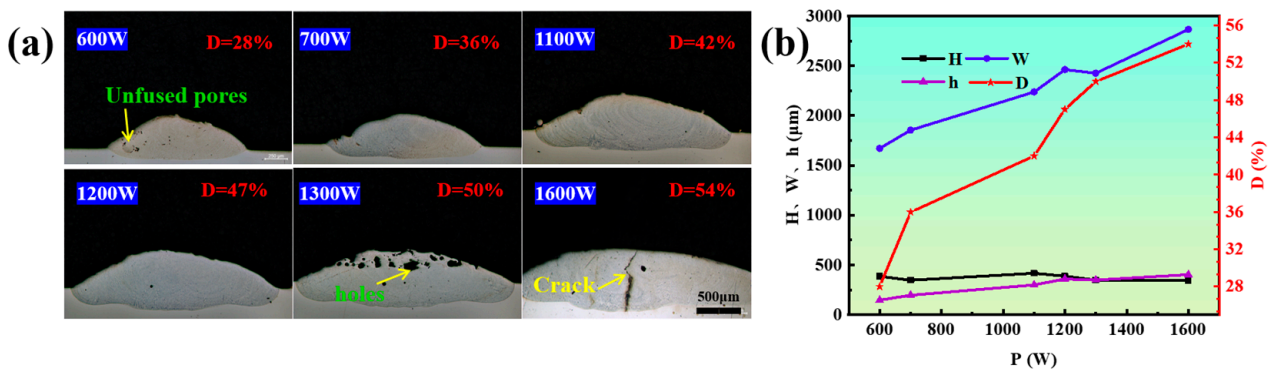 (a)
600W
D=28%
Unfused pores
700W
D=36%
1100W
D=42%
1200W
D=47%
1300W
D=50%
holes
1600W
D=54%
Crack
500μm
(b)
H W
h D
3000
2500
2000
1500
1000
500
0
H、W、h (μm)
56
52
48
44
40
36
32
28
D (%)
600 800 1000 1200 1400 1600
P (W)